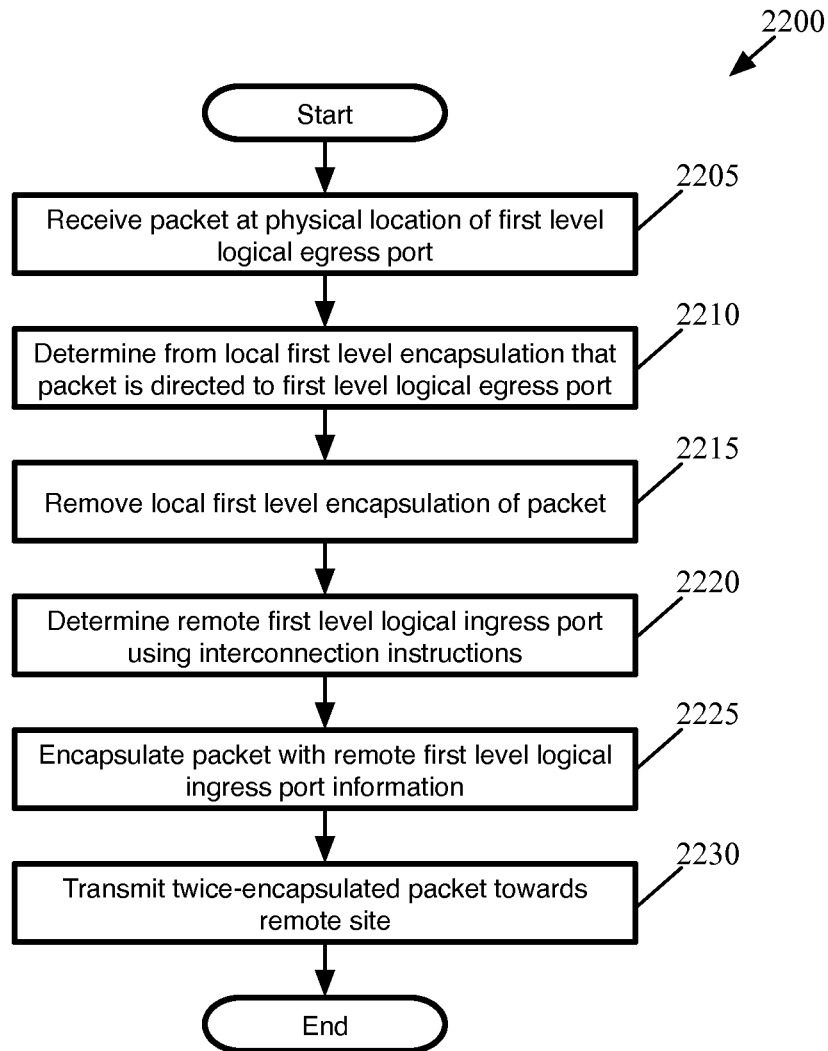 2200
Start
2205
Receive packet at physical location of first level
logical egress port
2210
Determine from local first level encapsulation that
packet is directed to first level logical egress port
2215
Remove local first level encapsulation of packet
2220
Determine remote first level logical ingress port
using interconnection instructions
2225
Encapsulate packet with remote first level logical
ingress port information
2230
Transmit twice-encapsulated packet towards
remote site
End